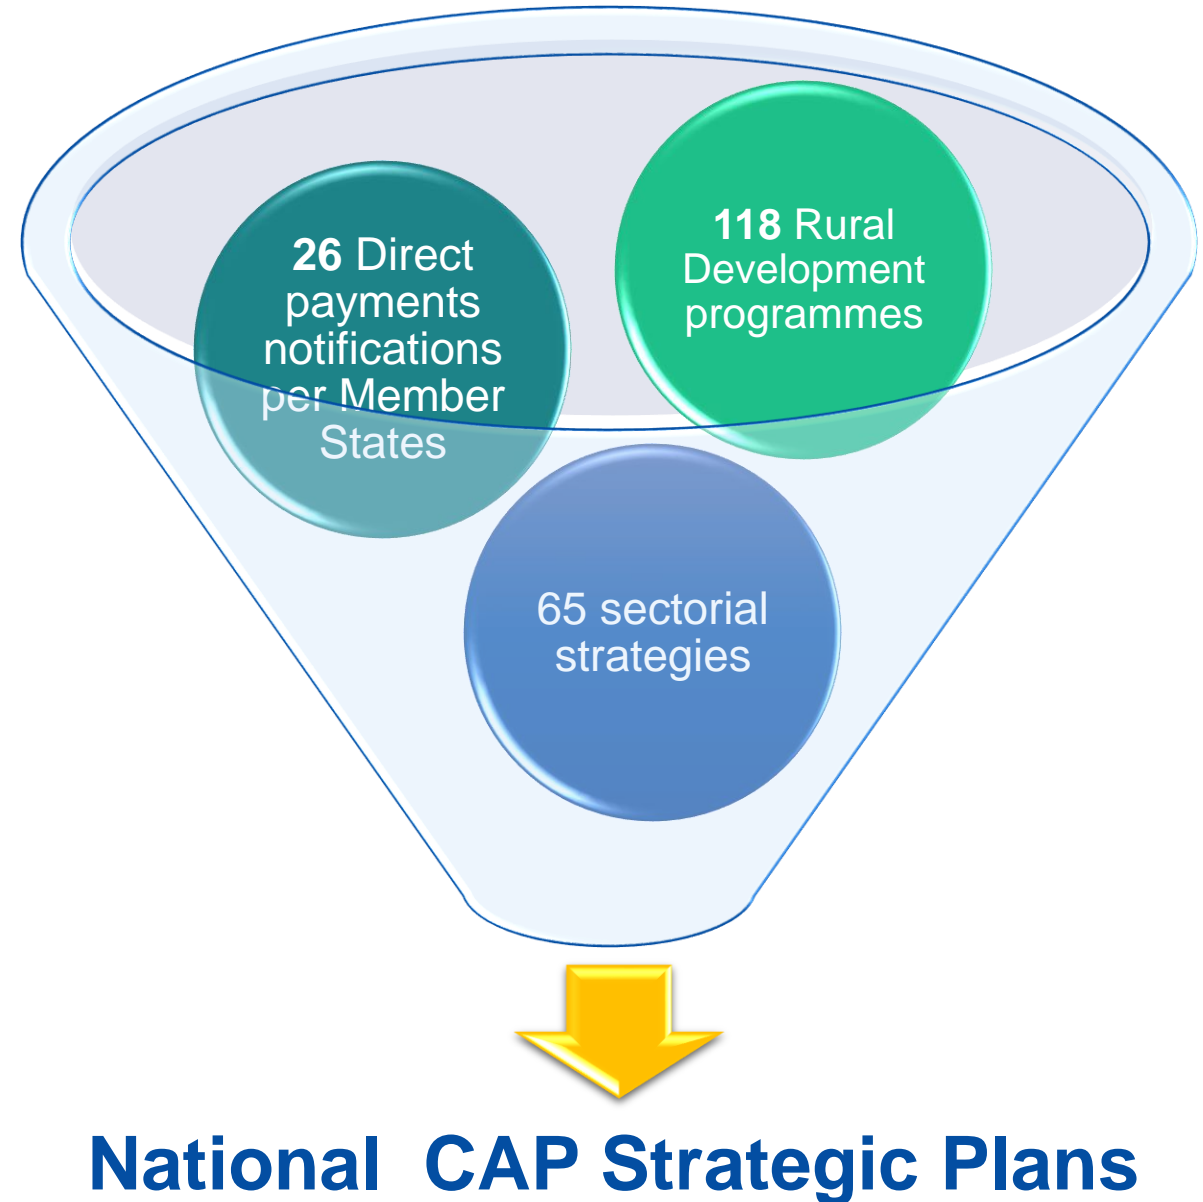 26 Direct
payments
notifications
per Member
States
118 Rural
Development
programmes
65 sectorial
strategies
National  CAP Strategic Plans